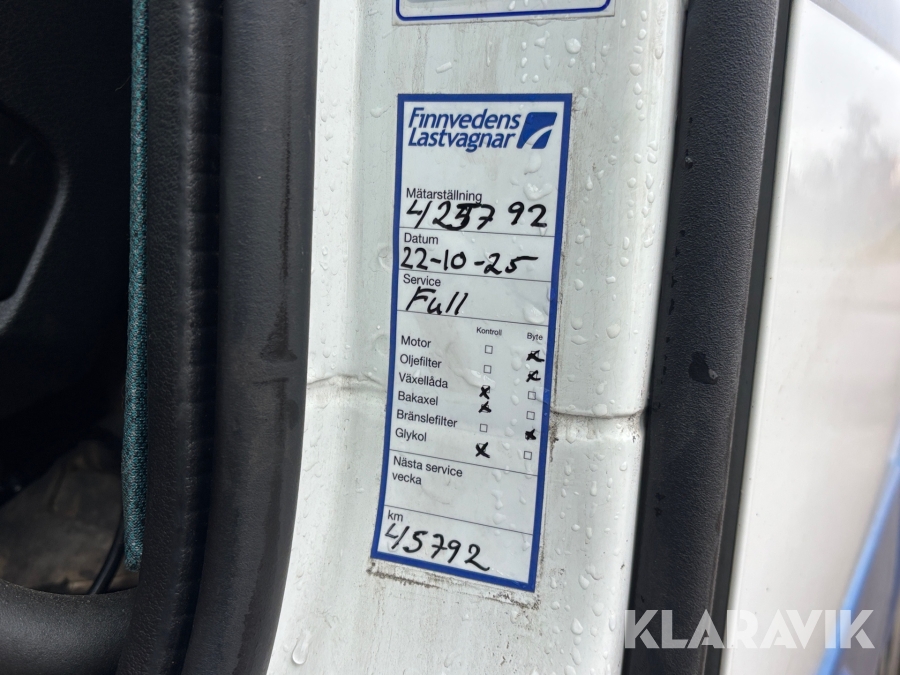 Finnvedens
Lastvagnar
Mätarställning
425792
Datum
22-10-25
Service
Full
Kontroll Byte
Motor
Oljefilter
Växellåda
Bakaxel
Bränslefilter
Glykol
Nästa service
vecka
km
45792
KLARAVIK